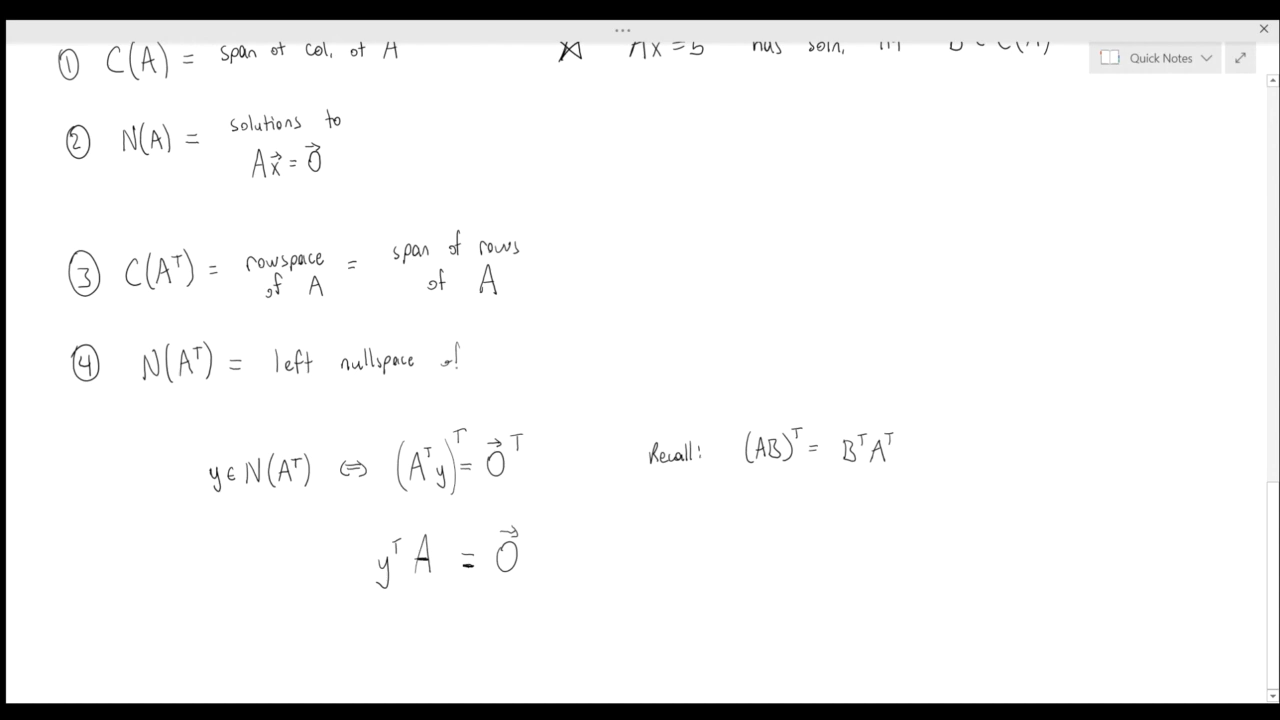 ① C(A) = span of col. of A
Ax = b has soln, iff b ∈ C(A)
Quick Notes
② N(A) = solutions to
Ax⃗ = 0⃗
③ C(Aᵀ) = rowspace of A = span of rows of A
④ N(Aᵀ) = left nullspace of
y ∈ N(Aᵀ) ⇔ (Aᵀy)ᵀ = 0⃗ᵀ
Recall: (AB)ᵀ = BᵀAᵀ
yᵀA = 0⃗